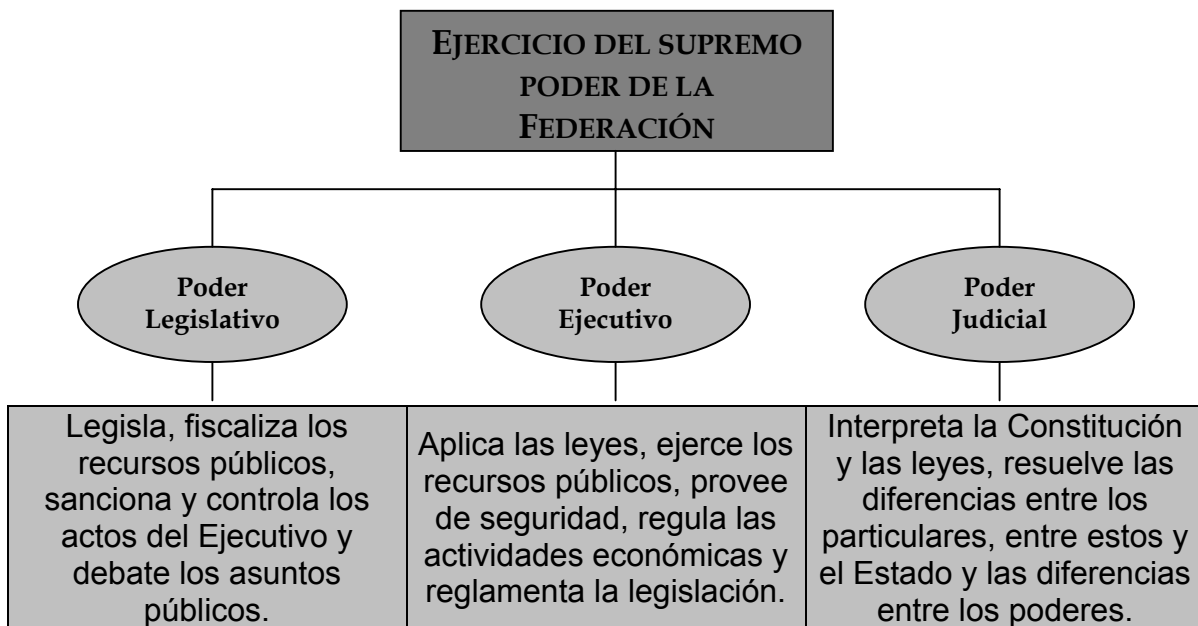 EJERCICIO DEL SUPREMO
PODER DE LA
FEDERACIÓN
Poder
Legislativo
Poder
Ejecutivo
Poder
Judicial
Legisla, fiscaliza los
recursos públicos,
sanciona y controla los
actos del Ejecutivo y
debate los asuntos
públicos.
Aplica las leyes, ejerce los
recursos públicos, provee
de seguridad, regula las
actividades económicas y
reglamenta la legislación.
Interpreta la Constitución
y las leyes, resuelve las
diferencias entre los
particulares, entre estos y
el Estado y las diferencias
entre los poderes.